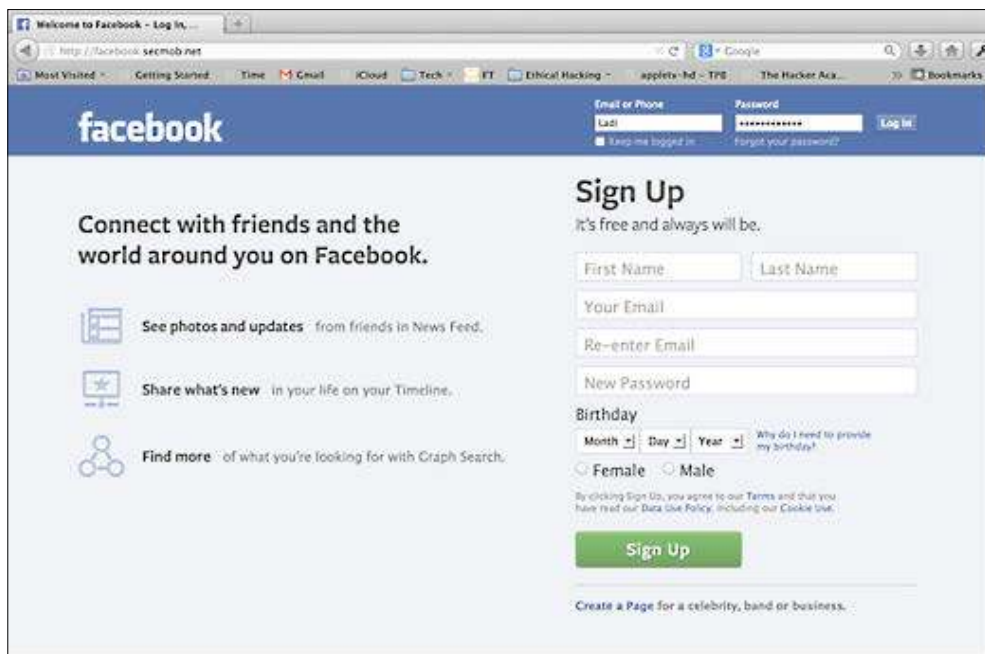 Welcome to Facebook - Log In, ...
http://facebook.secmob.net
Google
Most Visited Getting Started Time Gmail iCloud Tech FT Ethical Hacking appletv-hd - TPB The Hacker Aca... Bookmarks
facebook
Email or Phone Password
Ladi Log In
Keep me logged in Forgot your password?
Sign Up
It's free and always will be.
Connect with friends and the
world around you on Facebook.
First Name Last Name
Your Email
See photos and updates from friends in News Feed.
Re-enter Email
New Password
Share what's new in your life on your Timeline.
Birthday
Month Day Year Why do I need to provide
my birthday?
Find more of what you're looking for with Graph Search.
Female Male
By clicking Sign Up, you agree to our Terms and that you
have read our Data Use Policy, including our Cookie Use.
Sign Up
Create a Page for a celebrity, band or business.